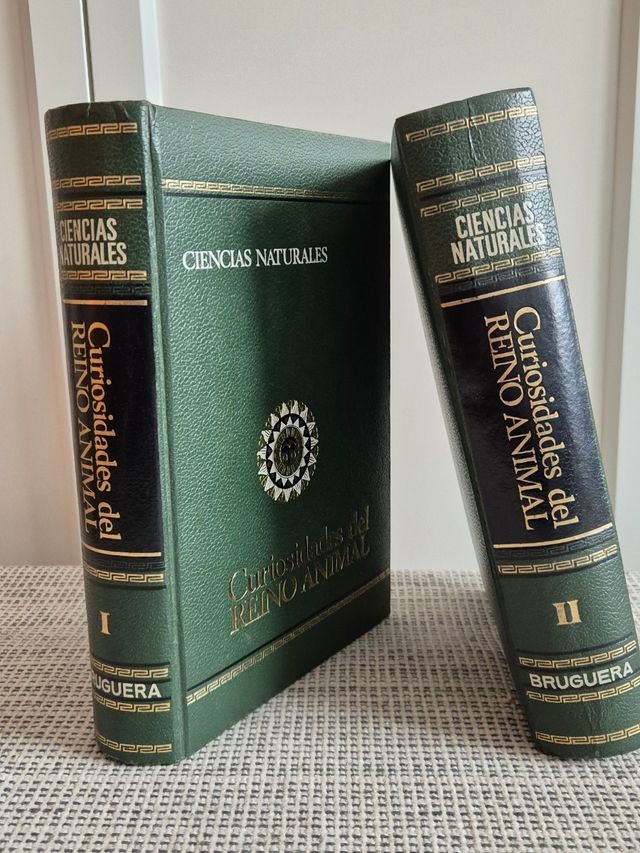 CIENCIAS
NATURALES
Curiosidades del
REINO ANIMAL
I
BRUGUERA
CIENCIAS NATURALES
Curiosidades del
REINO ANIMAL
CIENCIAS
NATURALES
Curiosidades del
REINO ANIMAL
II
BRUGUERA